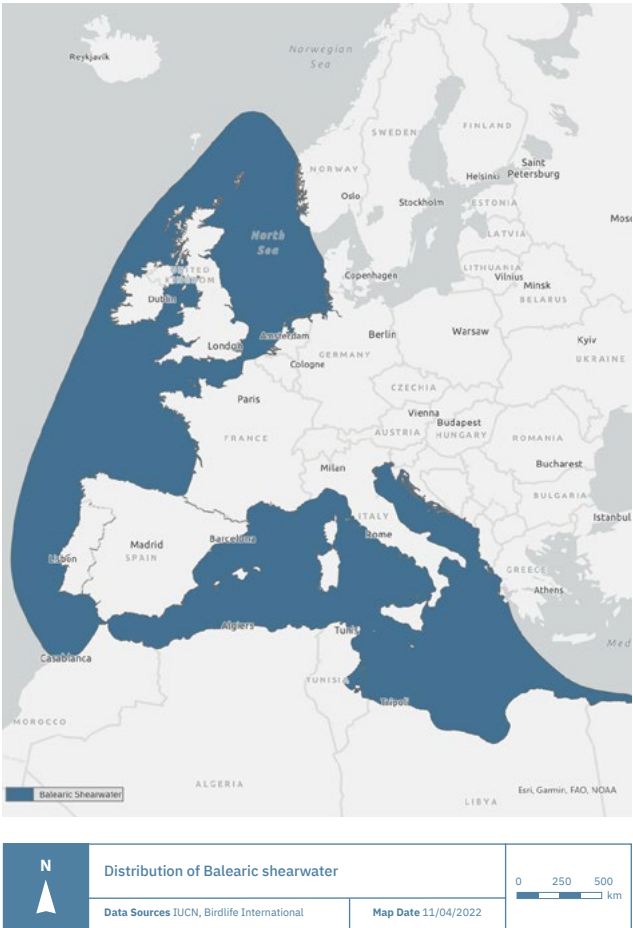 Reykjavik
Norwegian
Sea
SWEDEN
FINLAND
NORWAY
Saint
Petersburg
Helsinki
Oslo
Stockholm
ESTONIA
LATVIA
North
Sea
LITHUANIA
Vilnius
Minsk
BELARUS
Copenhagen
UNITED
KINGDOM
Dublin
London
Amsterdam
Berlin
Warsaw
Kyiv
UKRAINE
GERMANY
Cologne
Paris
CZECHIA
Vienna
Budapest
AUSTRIA
HUNGARY
ROMANIA
FRANCE
Milan
Bucharest
BULGARIA
ITALY
Rome
Istanbul
Barcelona
Madrid
SPAIN
Lisbon
GREECE
Athens
Algiers
Tunis
Med
Casablanca
TUNISIA
Tripoli
MOROCCO
ALGERIA
LIBYA
Esri, Garmin, FAO, NOAA
Balearic Shearwater
N
Distribution of Balearic shearwater
0 250 500
km
Data Sources IUCN, Birdlife International
Map Date 11/04/2022